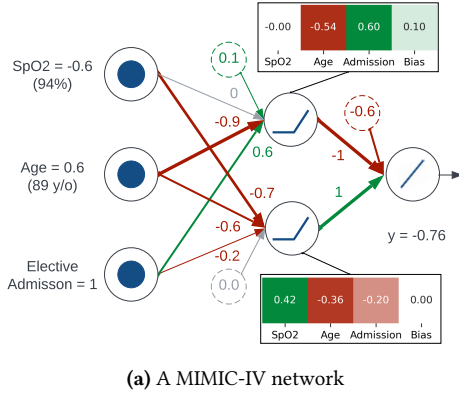 -0.00 -0.54 0.60 0.10
SpO2 Age Admission Bias
SpO2 = -0.6
(94%)
0.1
0
-0.9
-0.6
Age = 0.6
(89 y/o)
0.6
-1
-0.7
1
-0.6
-0.2
y = -0.76
Elective
Admisson = 1
0.0
0.42 -0.36 -0.20 0.00
SpO2 Age Admission Bias
(a) A MIMIC-IV network